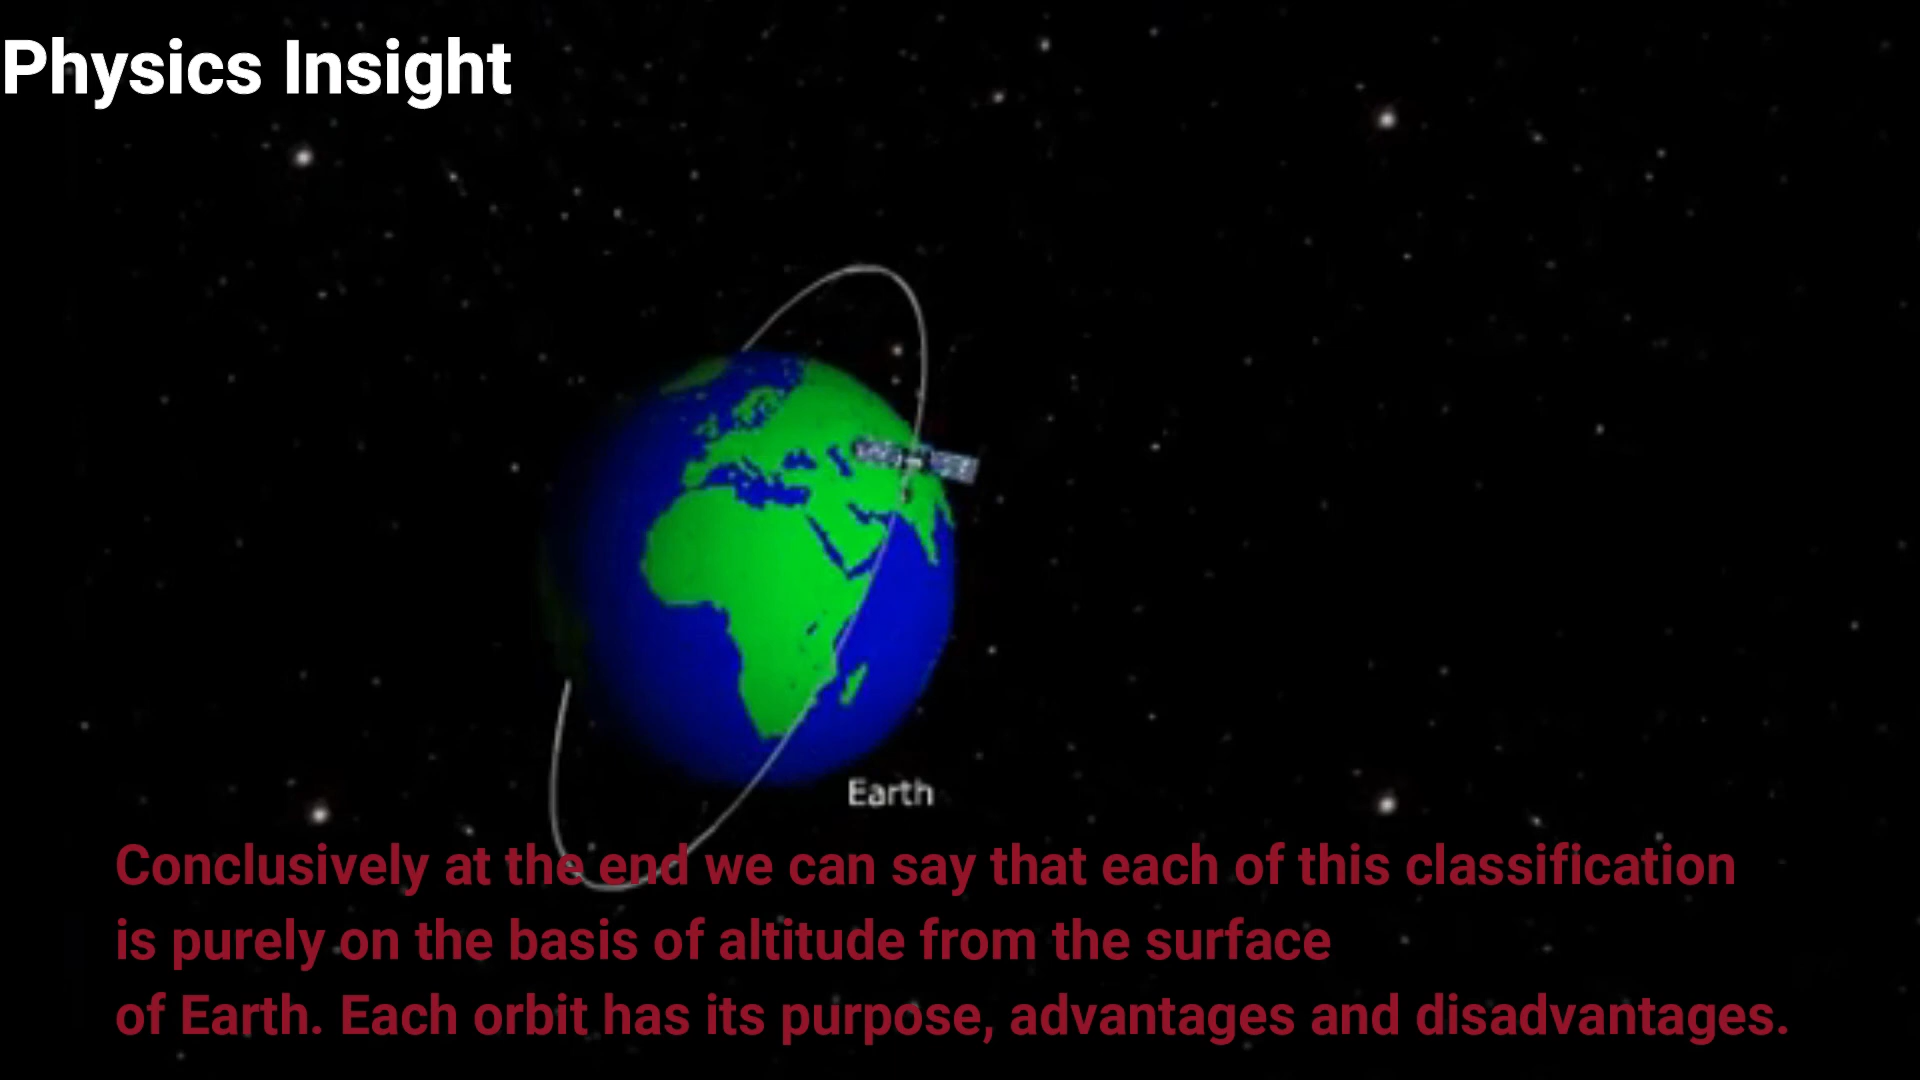 Physics Insight
Earth
Conclusively at the end we can say that each of this classification
is purely on the basis of altitude from the surface
of Earth. Each orbit has its purpose, advantages and disadvantages.